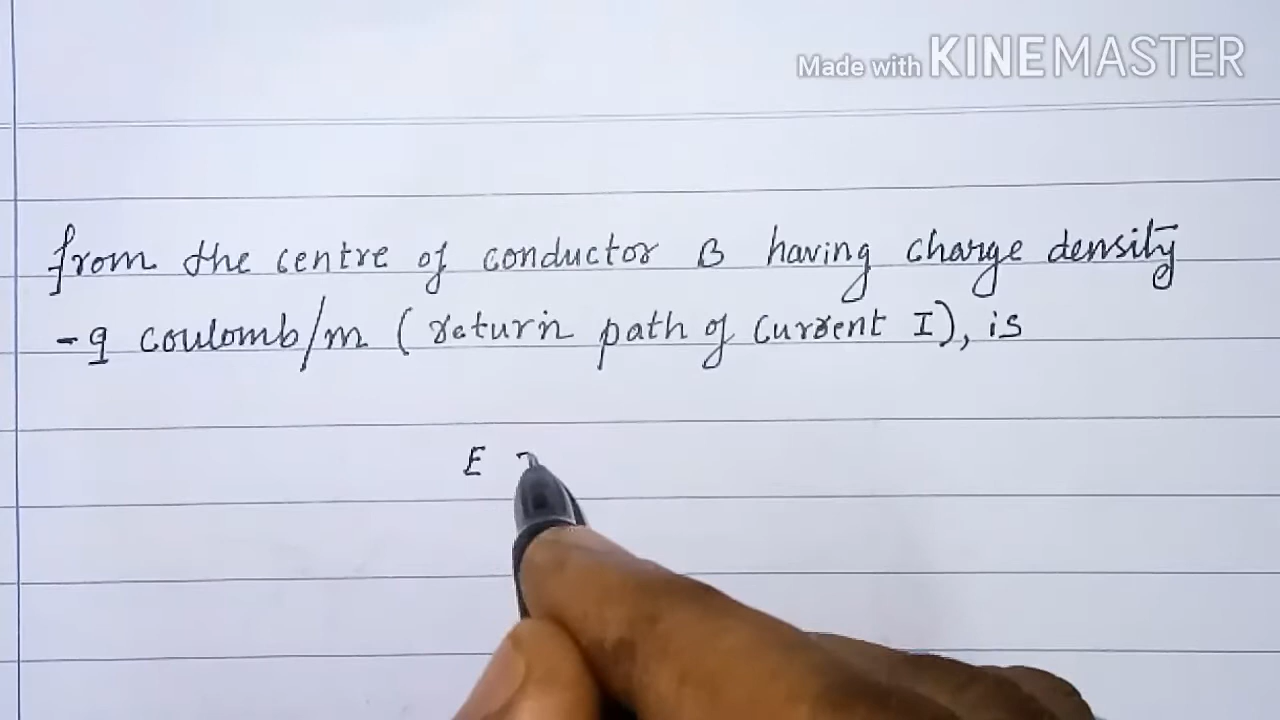 Made with KINEMASTER
from the centre of conductor B having charge density
-q coulomb/m (return path of current I), is
E